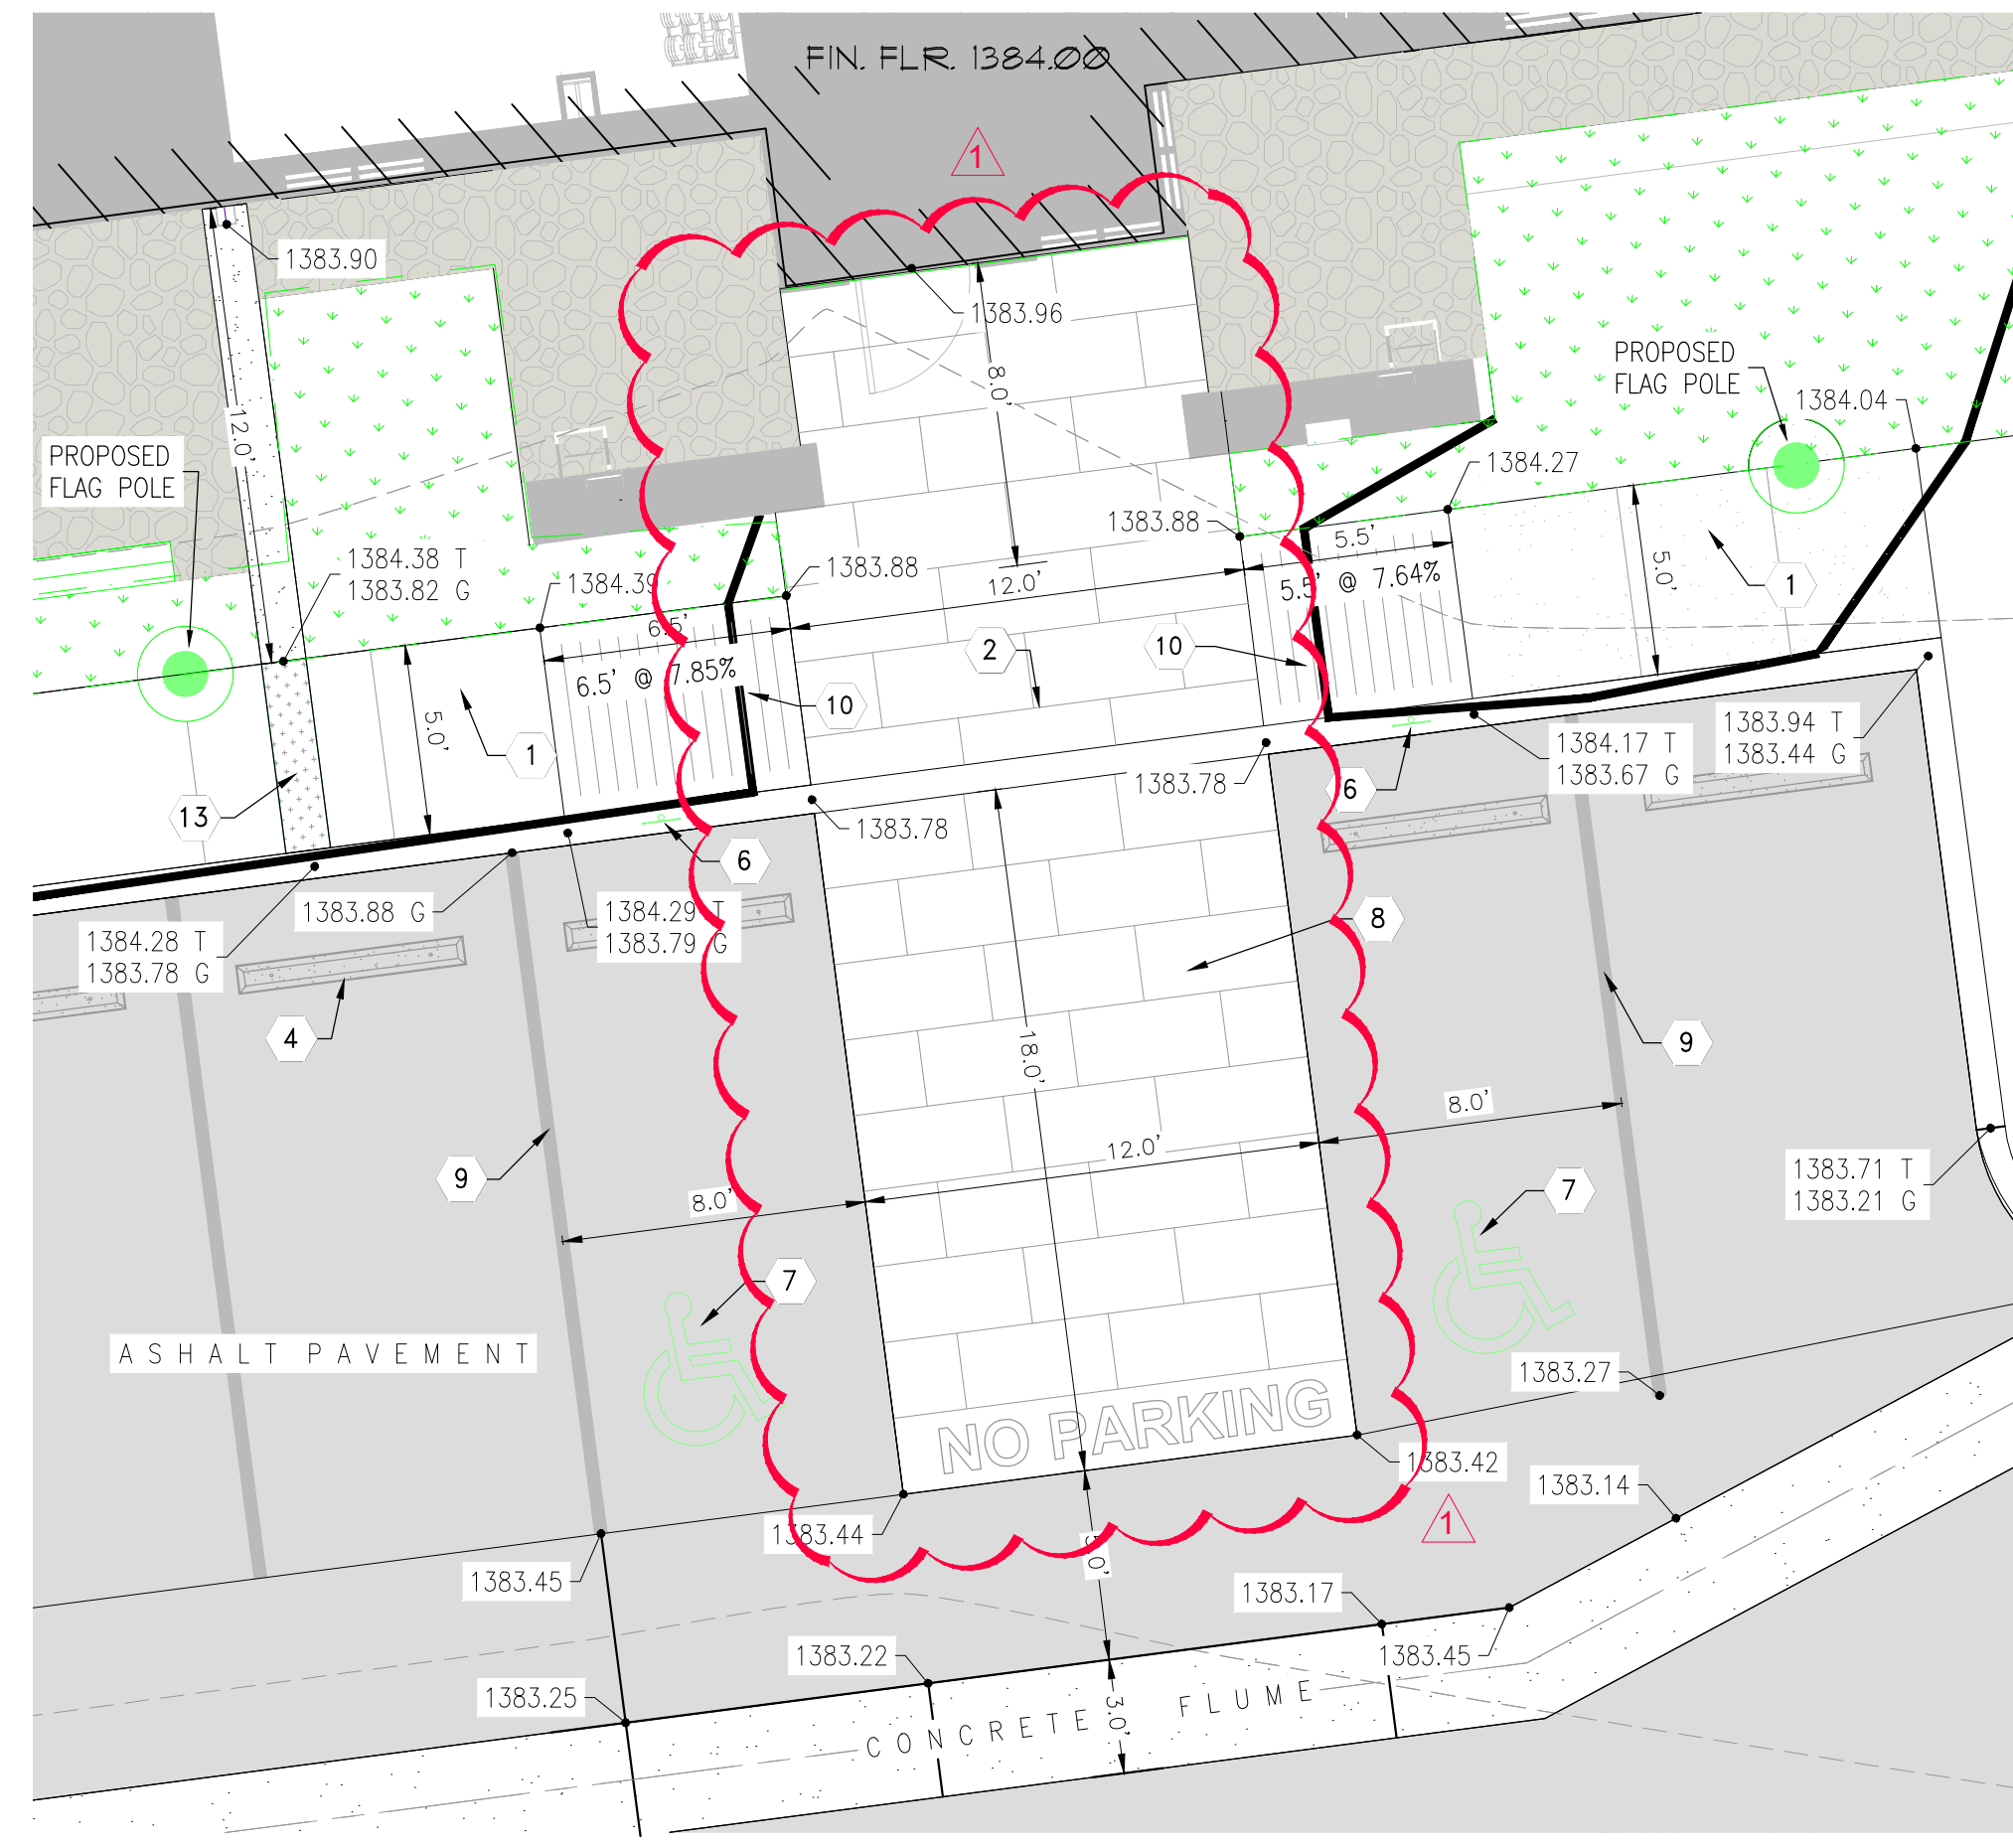 FIN. FLR. 1384.00
1
1383.90
1383.96
8.0'
PROPOSED
FLAG POLE
1384.04
12.0'
PROPOSED
FLAG POLE
1384.27
1383.88
5.5'
5.5' @ 7.64%
5.0'
1
1384.38 T
1383.82 G
1384.39
1383.88
12.0'
6.5'
6.5' @ 7.85%
2
10
10
5.0'
1
13
1383.94 T
1383.44 G
1384.17 T
1383.67 G
1383.78
6
1383.78
6
1383.88 G
1384.29 T
1383.79 G
1384.28 T
1383.78 G
8
4
18.0'
9
8.0'
12.0'
9
8.0'
7
1383.71 T
1383.21 G
7
ASHALT PAVEMENT
1383.27
NO PARKING
1383.42
1383.14
1
1383.44
5.0'
1383.45
1383.17
1383.45
1383.22
1383.25
CONCRETE FLUME
3.0'